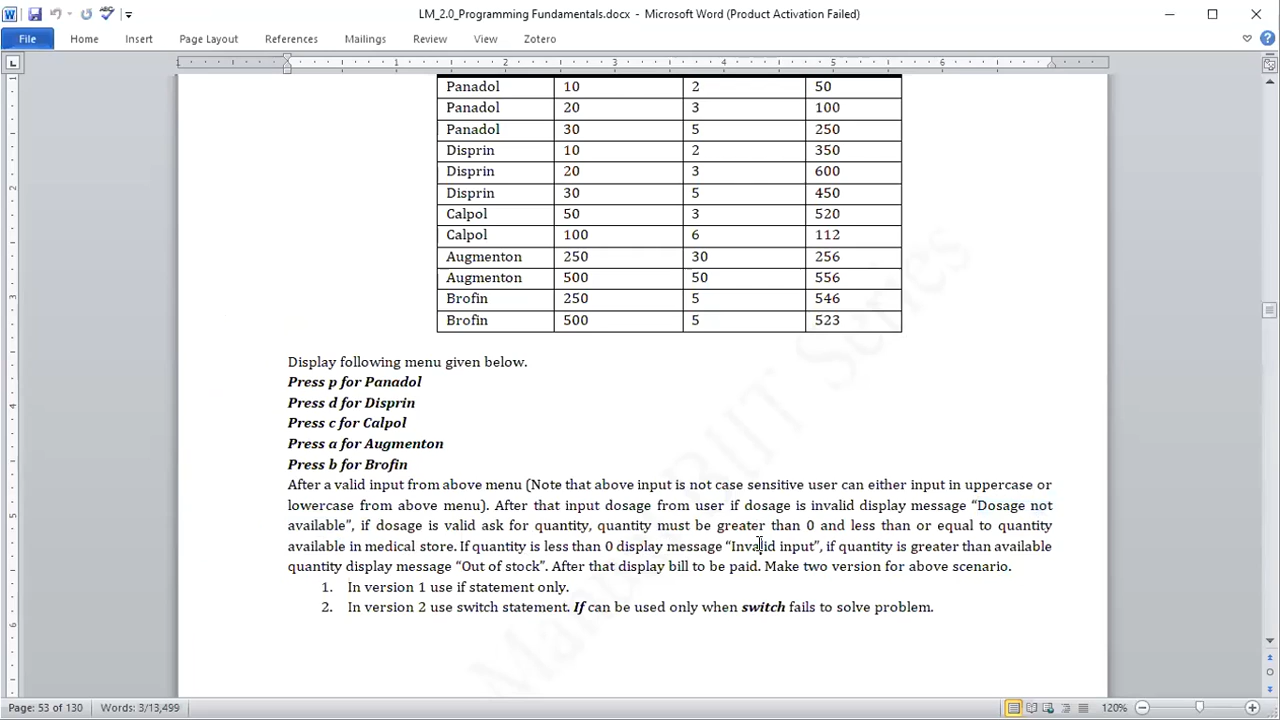 LM_2.0_Programming Fundamentals.docx - Microsoft Word (Product Activation Failed)
File Home Insert Page Layout References Mailings Review View Zotero
1 1 2 3 4 5
Panadol 10 2 50
Panadol 20 3 100
Panadol 30 5 250
Disprin 10 2 350
Disprin 20 3 600
Disprin 30 5 450
Calpol 50 3 520
Calpol 100 6 112
Augmenton 250 30 256
Augmenton 500 50 556
Brofin 250 5 546
Brofin 500 5 523
Display following menu given below.
Press p for Panadol
Press d for Disprin
Press c for Calpol
Press a for Augmenton
Press b for Brofin
After a valid input from above menu (Note that above input is not case sensitive user can either input in uppercase or
lowercase from above menu). After that input dosage from user if dosage is invalid display message “Dosage not
available”, if dosage is valid ask for quantity, quantity must be greater than 0 and less than or equal to quantity
available in medical store. If quantity is less than 0 display message “Invalid input”, if quantity is greater than available
quantity display message “Out of stock”. After that display bill to be paid. Make two version for above scenario.
1. In version 1 use if statement only.
2. In version 2 use switch statement. If can be used only when switch fails to solve problem.
Series
Page: 53 of 130 Words: 3/13,499 120%